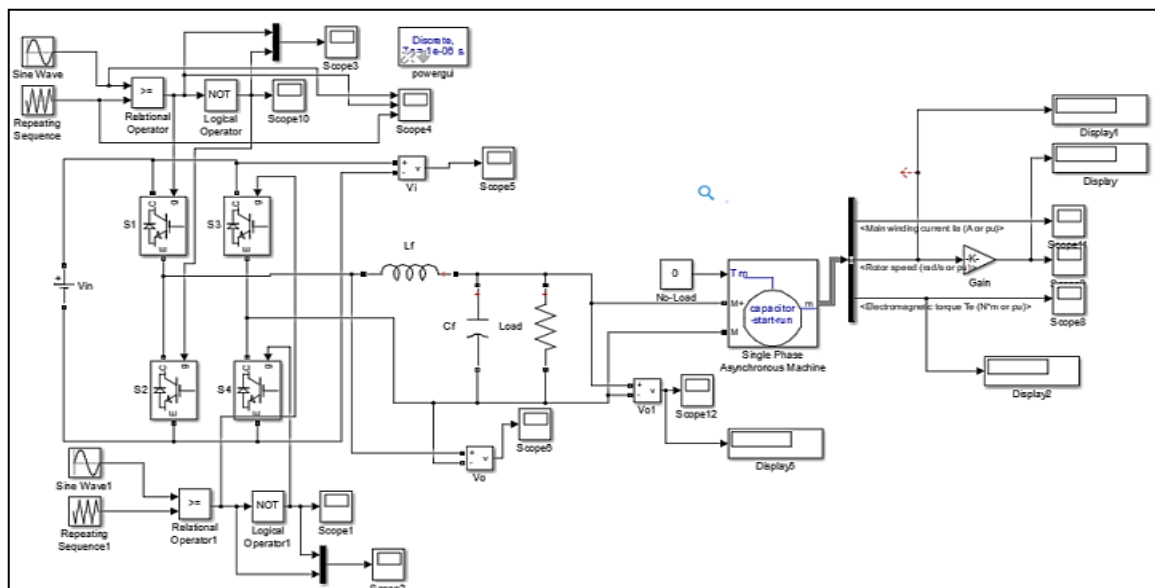 Sine Wave
Repeating
Sequence
>=
Relational
Operator
NOT
Logical
Operator
Scope3
Scope10
Scope4
Discrete,
powergui
Display1
Display
S1
C
g
E
S3
C
g
E
+
-
v
Vi
Scope5
Vin
Lf
Cf
Load
0
No-Load
Tm
M+
M
m
capacitor
-start-run
Single Phase
Asynchronous Machine
<Main winding current Ia (A or pu)>
<Rotor speed (rad/s or pu)>
-K-
Gain
<Electromagnetic torque Te (N*m or pu)>
Scope8
Display2
S2
C
g
E
S4
C
g
E
+
-
v
Vo1
Scope12
Display5
+
-
v
Vo
Scope6
Sine Wave1
Repeating
Sequence1
>=
Relational
Operator1
NOT
Logical
Operator1
Scope1